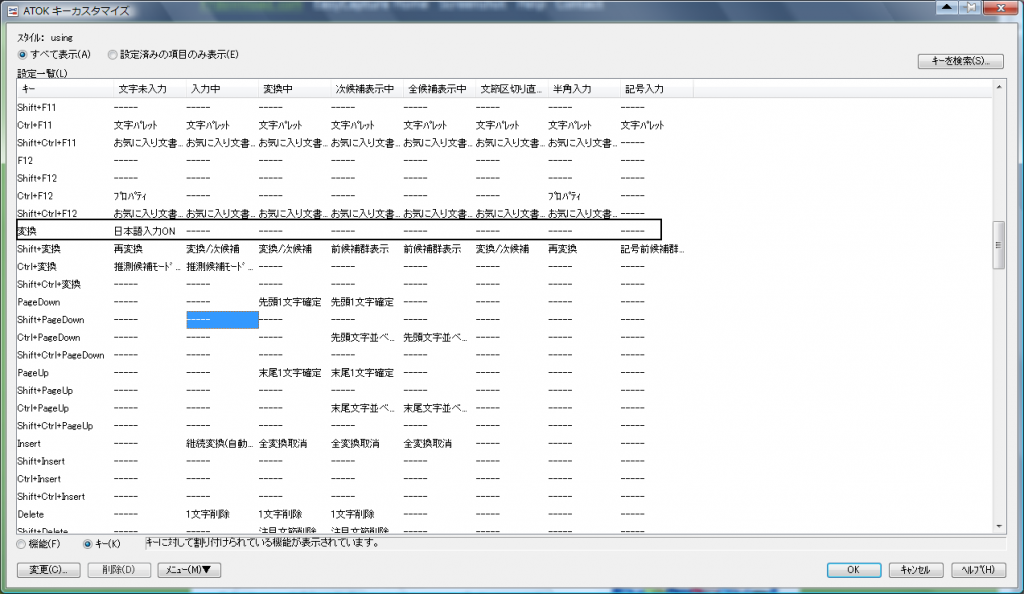 ATOK キーカスタマイズ
スタイル: using
すべて表示(A) 設定済みの項目のみ表示(E)
キーを検索(S)...
設定一覧(L)
キー 文字未入力 入力中 変換中 次候補表示中 全候補表示中 文節区切り直... 半角入力 記号入力
Shift+F11 ----- ----- ----- ----- ----- ----- ----- -----
Ctrl+F11 文字パレット 文字パレット 文字パレット 文字パレット 文字パレット 文字パレット 文字パレット 文字パレット
Shift+Ctrl+F11 お気に入り文書... お気に入り文書... お気に入り文書... お気に入り文書... お気に入り文書... お気に入り文書... お気に入り文書... -----
F12 ----- ----- ----- ----- ----- ----- ----- -----
Shift+F12 ----- ----- ----- ----- ----- ----- ----- -----
Ctrl+F12 プロパティ ----- ----- ----- ----- ----- プロパティ -----
Shift+Ctrl+F12 お気に入り文書... お気に入り文書... お気に入り文書... お気に入り文書... お気に入り文書... お気に入り文書... お気に入り文書... -----
変換 日本語入力ON ----- ----- ----- ----- ----- ----- -----
Shift+変換 再変換 変換/次候補 変換/次候補 前候補群表示 前候補群表示 変換/次候補 再変換 記号前候補群...
Ctrl+変換 推測候補モード... 推測候補モード... ----- ----- ----- ----- ----- -----
Shift+Ctrl+変換 ----- ----- ----- ----- ----- ----- ----- -----
PageDown ----- ----- 先頭1文字確定 先頭1文字確定 ----- ----- ----- -----
Shift+PageDown ----- ----- ----- ----- ----- ----- ----- -----
Ctrl+PageDown ----- ----- ----- 先頭文字並べ... 先頭文字並べ... ----- ----- -----
Shift+Ctrl+PageDown ----- ----- ----- ----- ----- ----- ----- -----
PageUp ----- ----- 末尾1文字確定 末尾1文字確定 ----- ----- ----- -----
Shift+PageUp ----- ----- ----- ----- ----- ----- ----- -----
Ctrl+PageUp ----- ----- ----- 末尾文字並べ... 末尾文字並べ... ----- ----- -----
Shift+Ctrl+PageUp ----- ----- ----- ----- ----- ----- ----- -----
Insert ----- 継続変換(自動... 全変換取消 全変換取消 全変換取消 ----- ----- -----
Shift+Insert ----- ----- ----- ----- ----- ----- ----- -----
Ctrl+Insert ----- ----- ----- ----- ----- ----- ----- -----
Shift+Ctrl+Insert ----- ----- ----- ----- ----- ----- ----- -----
Delete ----- 1文字削除 1文字削除 1文字削除 ----- ----- ----- -----
Shift+Delete ----- ----- 注目文節削除 注目文節削除 ----- ----- ----- -----
機能(F) キー(K) キーに対して割り付けられている機能が表示されています。
変更(C)... 削除(D) メニュー(M)▼ OK キャンセル ヘルプ(H)